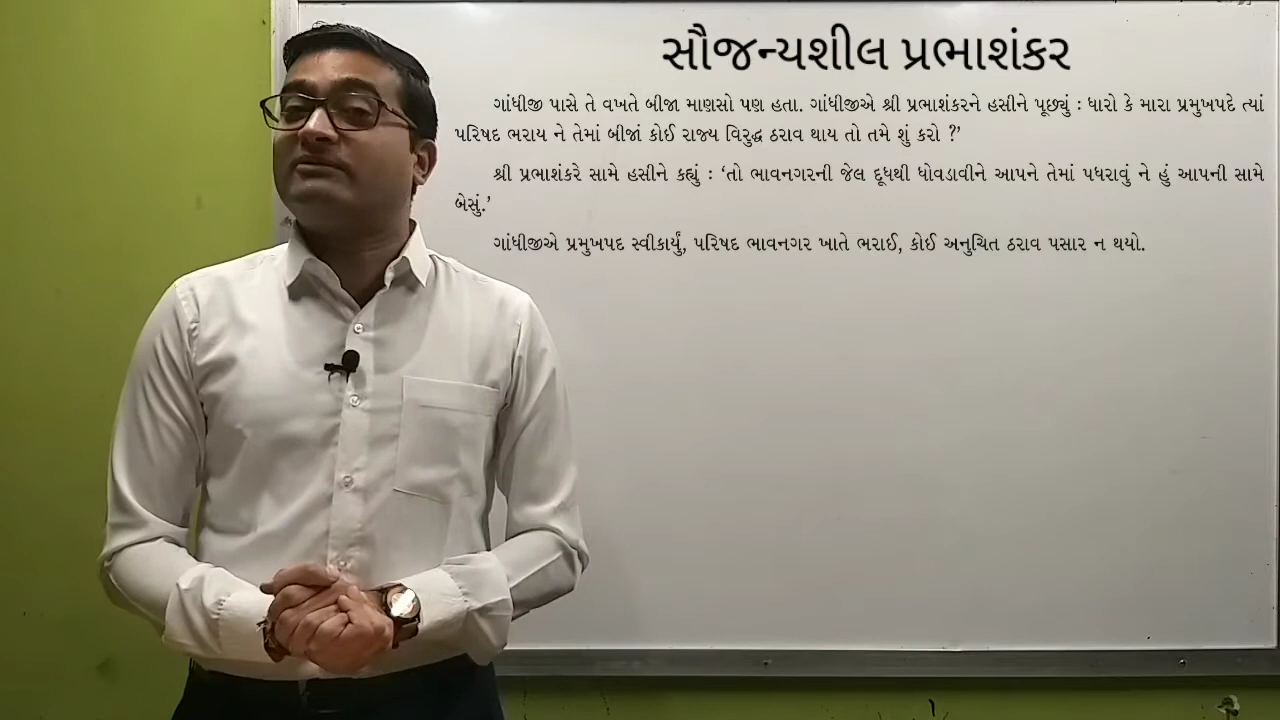 સૌજન્યશીલ પ્રભાશંકર
ગાંધીજી પાસે તે વખતે બીજા માણસો પણ હતા. ગાંધીજીએ શ્રી પ્રભાશંકરને હસીને પૂછ્યું : ધારો કે મારા પ્રમુખપદે ત્યાં
પરિષદ ભરાય ને તેમાં બીજાં કોઈ રાજ્ય વિરુદ્ધ ઠરાવ થાય તો તમે શું કરો ?’
શ્રી પ્રભાશંકરે સામે હસીને કહ્યું : ‘તો ભાવનગરની જેલ દૂધથી ધોવડાવીને આપને તેમાં પધરાવું ને હું આપની સામે
બેસું.’
ગાંધીજીએ પ્રમુખપદ સ્વીકાર્યું, પરિષદ ભાવનગર ખાતે ભરાઈ, કોઈ અનુચિત ઠરાવ પસાર ન થયો.